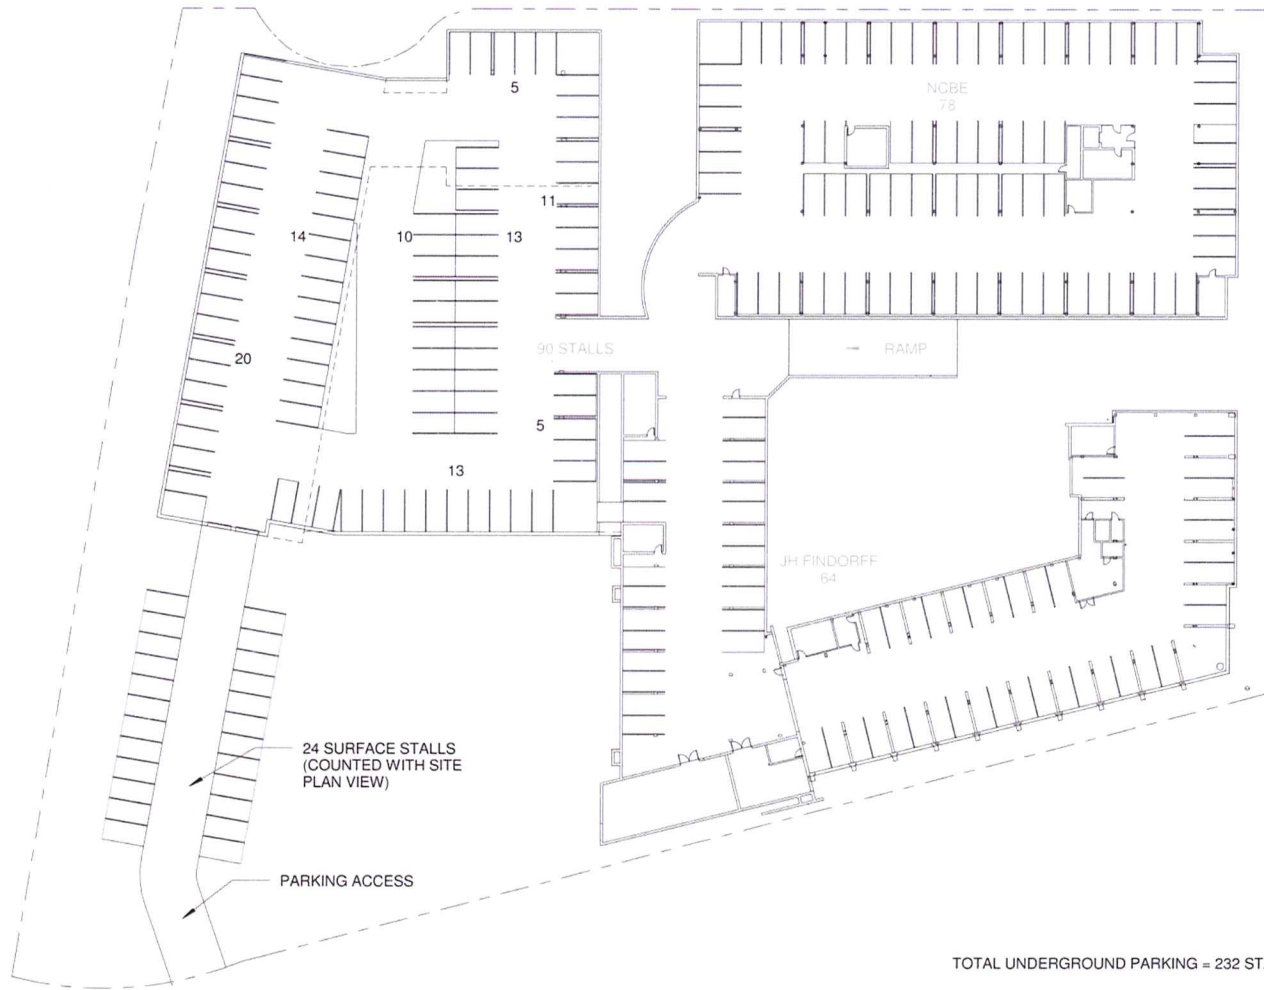 5
NCBE
78
11
14
10
13
90 STALLS
RAMP
20
5
13
JH FINDORFF
64
24 SURFACE STALLS
(COUNTED WITH SITE
PLAN VIEW)
PARKING ACCESS
TOTAL UNDERGROUND PARKING = 232